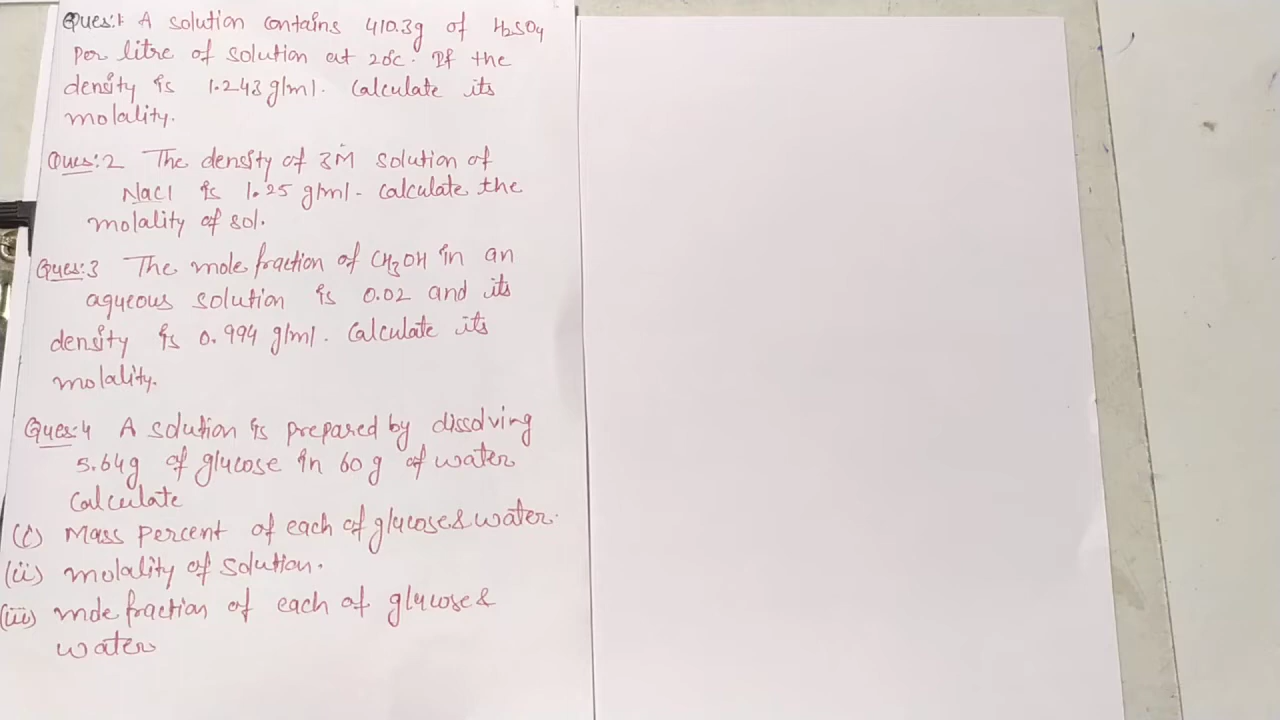 Ques:1 A solution contains 410.3g of H2SO4
per litre of solution at 20°c. If the
density is 1.243 g/ml. Calculate its
molality.
Ques:2 The density of 3M solution of
NaCl is 1.25 g/ml. Calculate the
molality of sol.
Ques:3 The mole fraction of CH3OH in an
aqueous solution is 0.02 and its
density is 0.994 g/ml. Calculate its
molality.
Ques:4 A solution is prepared by dissolving
5.64g of glucose in 60g of water
Calculate
(i) Mass percent of each of glucose & water.
(ii) molality of solution.
(iii) mole fraction of each of glucose &
water